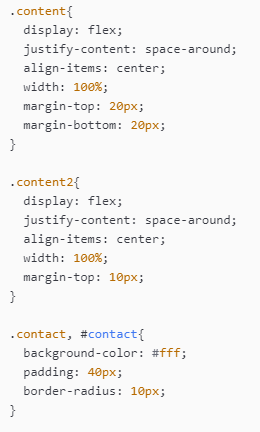 .content{
  display: flex;
  justify-content: space-around;
  align-items: center;
  width: 100%;
  margin-top: 20px;
  margin-bottom: 20px;
}

.content2{
  display: flex;
  justify-content: space-around;
  align-items: center;
  width: 100%;
  margin-top: 10px;
}

.contact, #contact{
  background-color: #fff;
  padding: 40px;
  border-radius: 10px;
}